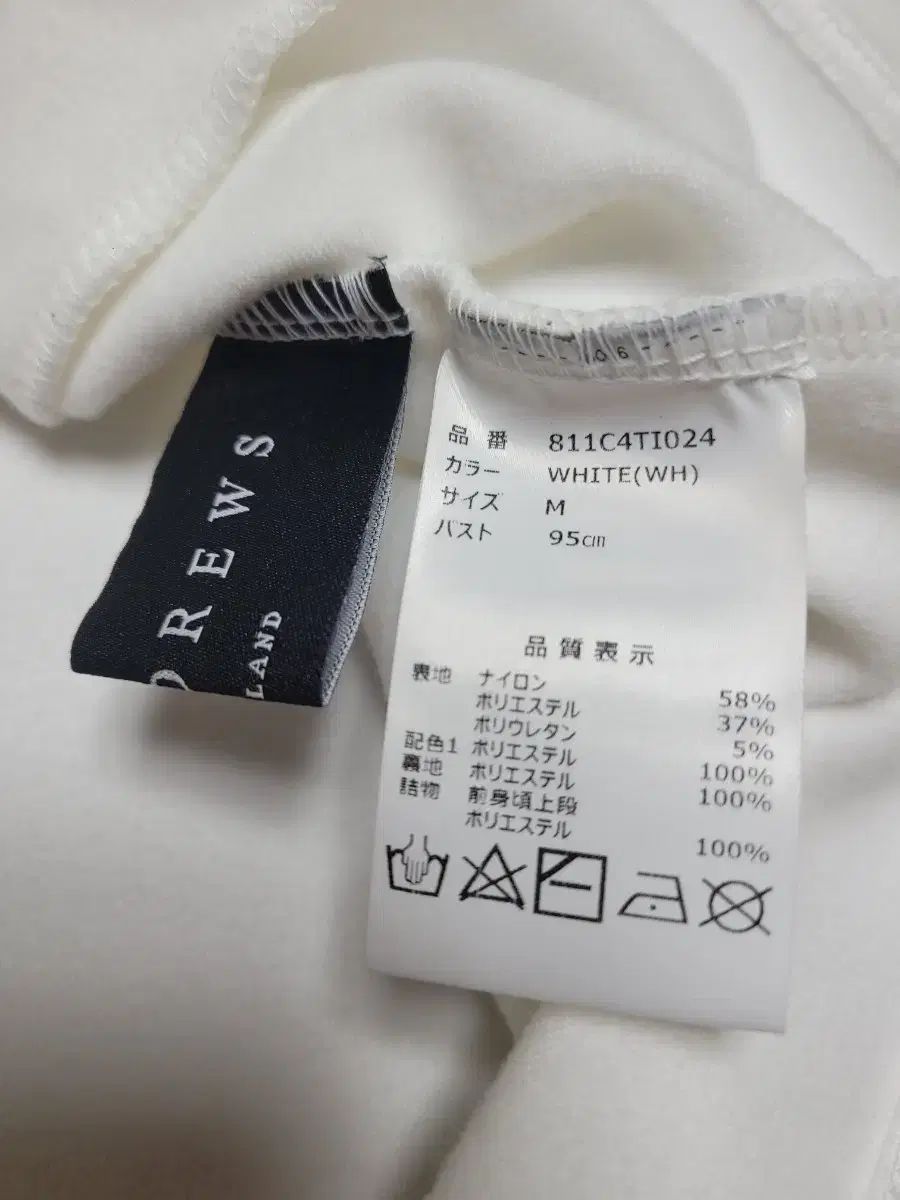 DREWS
LAND
06
品番 811C4TI024
カラー WHITE(WH)
サイズ M
バスト 95㎝
品質表示
表地 ナイロン 58%
ポリエステル 37%
ポリウレタン 5%
配色1 ポリエステル 100%
裏地 ポリエステル 100%
詰物 前身頃上段
ポリエステル 100%